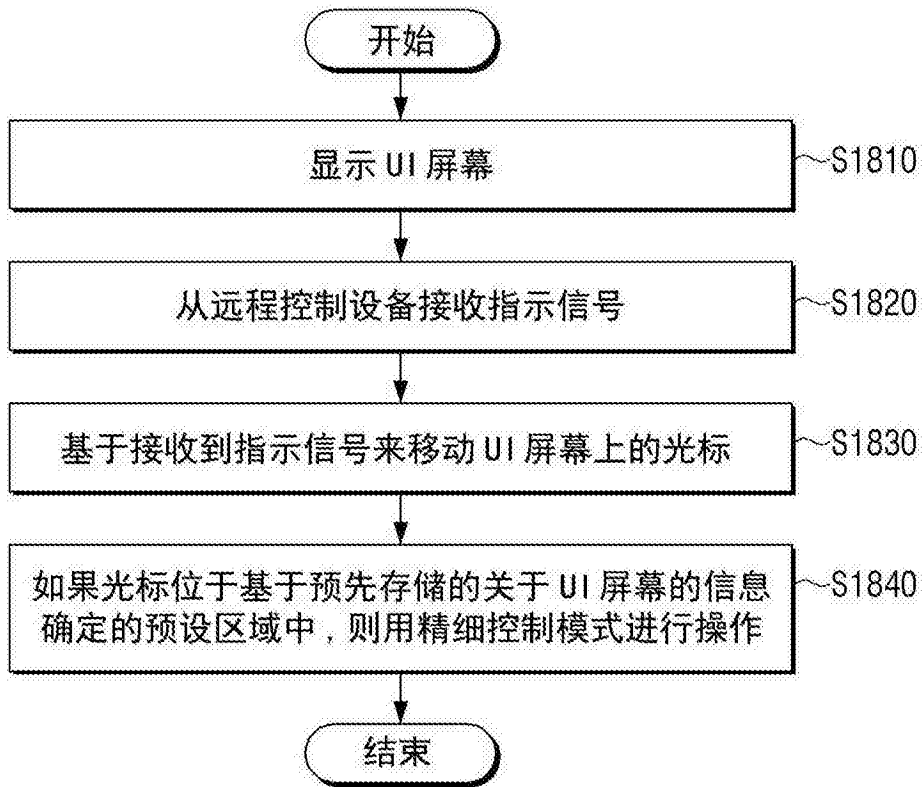 开始
显示 UI 屏幕
S1810
从远程控制设备接收指示信号
S1820
基于接收到指示信号来移动 UI 屏幕上的光标
S1830
如果光标位于基于预先存储的关于 UI 屏幕的信息
确定的预设区域中，则用精细控制模式进行操作
S1840
结束